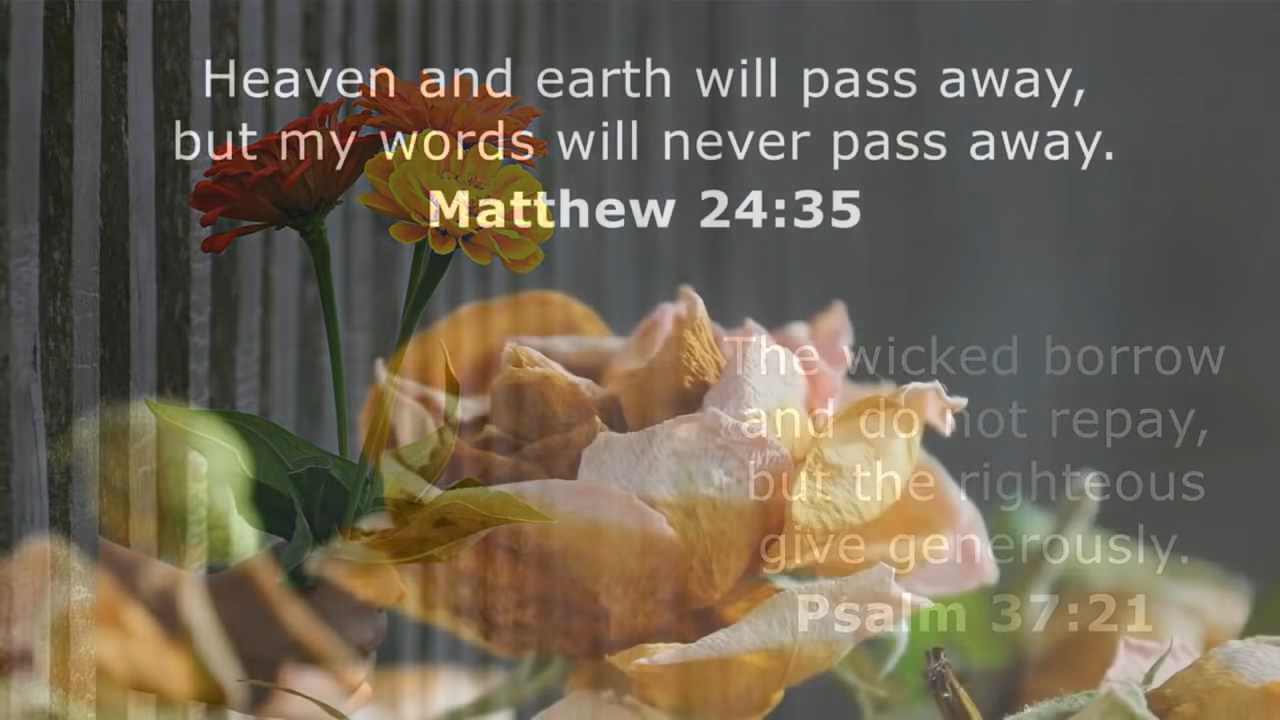 Heaven and earth will pass away,
but my words will never pass away.
Matthew 24:35
The wicked borrow
and do not repay,
but the righteous
give generously.
Psalm 37:21